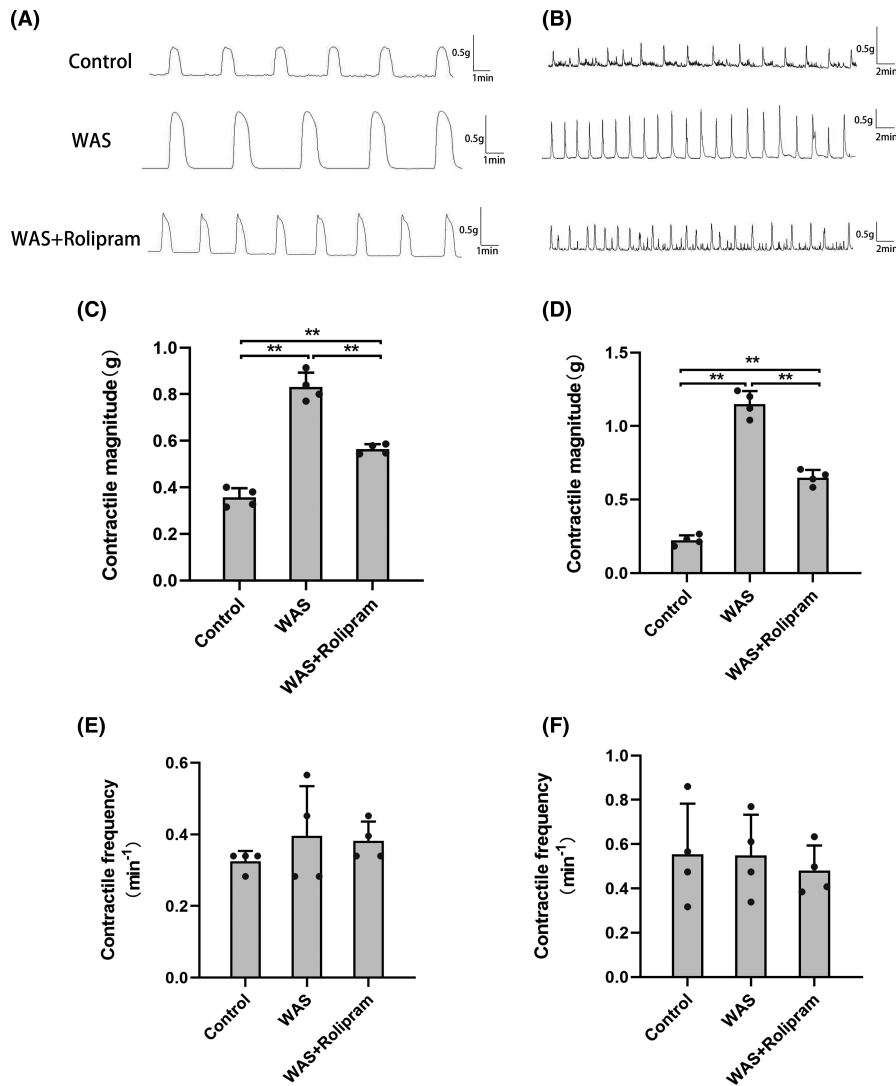 (A)
(B)
Control
0.5g
1min
0.5g
2min
WAS
0.5g
1min
0.5g
2min
WAS+Rolipram
0.5g
1min
0.5g
2min
(C)
(D)
Contractile magnitude(g)
1.0
0.8
0.6
0.4
0.2
0.0
**
**
**
Control
WAS
WAS+Rolipram
Contractile magnitude(g)
1.5
1.0
0.5
0.0
**
**
**
Control
WAS
WAS+Rolipram
(E)
(F)
Contractile frequency
(min-1)
0.6
0.4
0.2
0.0
Control
WAS
WAS+Rolipram
Contractile frequency
(min-1)
1.0
0.8
0.6
0.4
0.2
0.0
Control
WAS
WAS+Rolipram